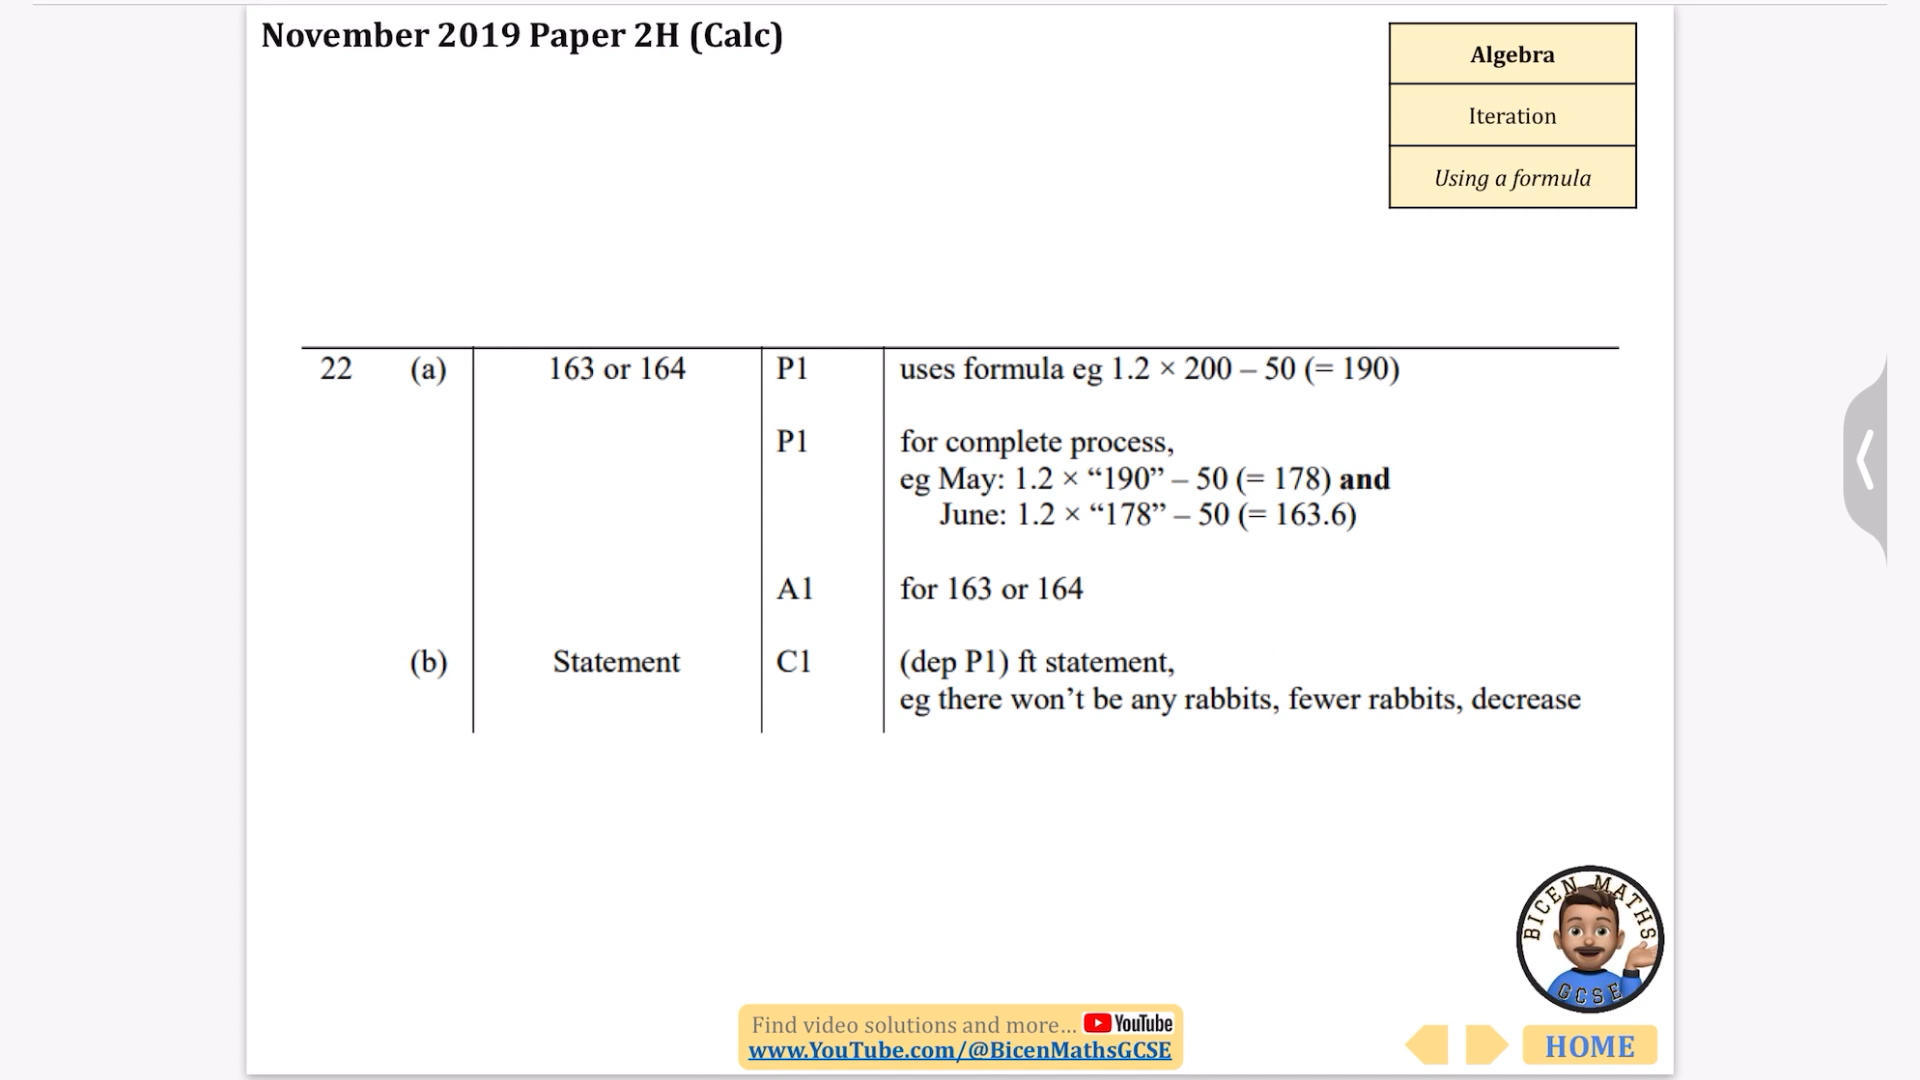 November 2019 Paper 2H (Calc)
Algebra
Iteration
Using a formula
22 (a) 163 or 164 P1 uses formula eg 1.2 × 200 – 50 (= 190)
P1 for complete process,
eg May: 1.2 × “190” – 50 (= 178) and
June: 1.2 × “178” – 50 (= 163.6)
A1 for 163 or 164
(b) Statement C1 (dep P1) ft statement,
eg there won’t be any rabbits, fewer rabbits, decrease
BICEN MATHS
GCSE
Find video solutions and more... YouTube
www.YouTube.com/@BicenMathsGCSE
HOME